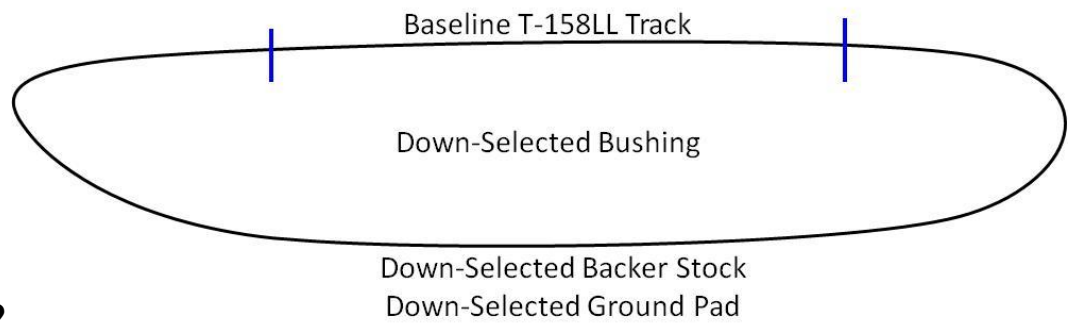 Baseline T-158LL Track
Down-Selected Bushing
Down-Selected Backer Stock
Down-Selected Ground Pad